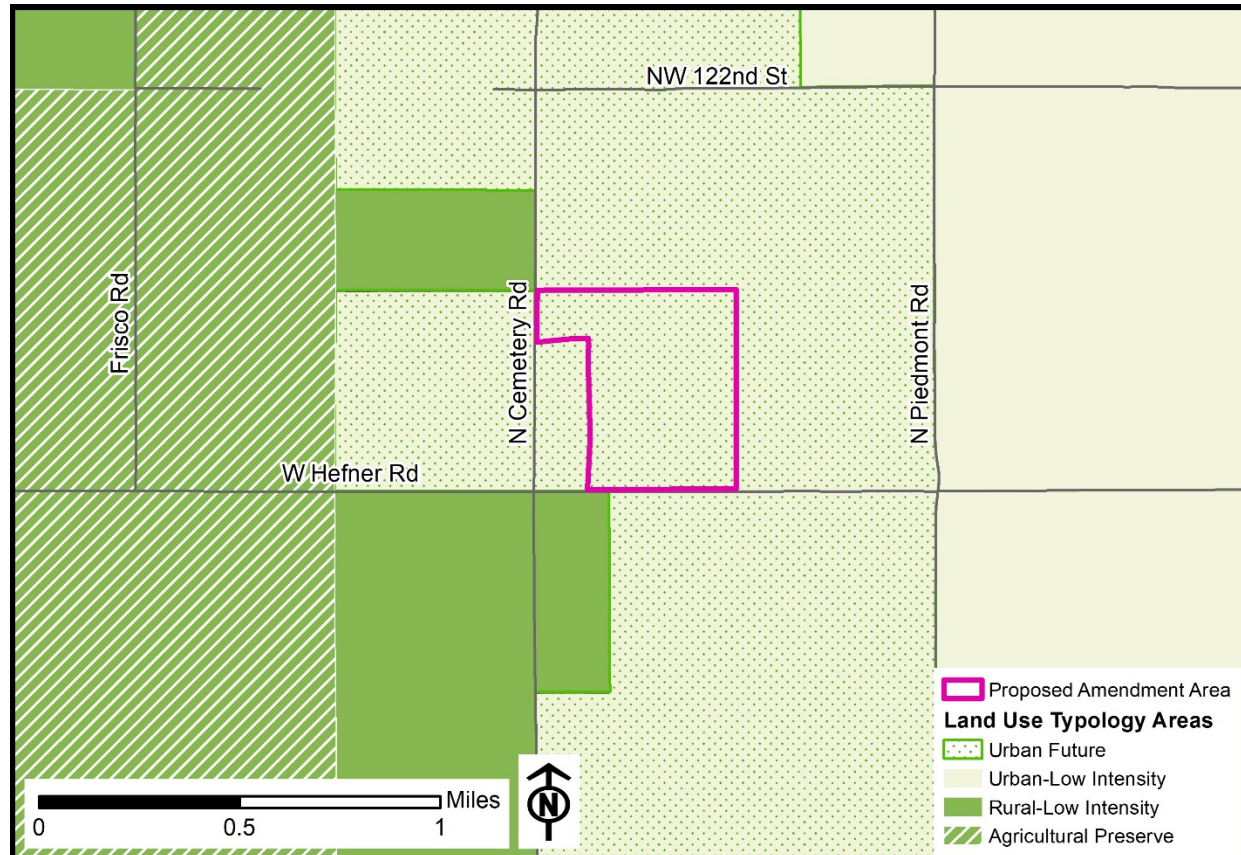 NW 122nd St
Frisco Rd
N Cemetery Rd
N Piedmont Rd
W Hefner Rd
Proposed Amendment Area
Land Use Typology Areas
Urban Future
Urban-Low Intensity
Rural-Low Intensity
Agricultural Preserve
Miles
0 0.5 1
N